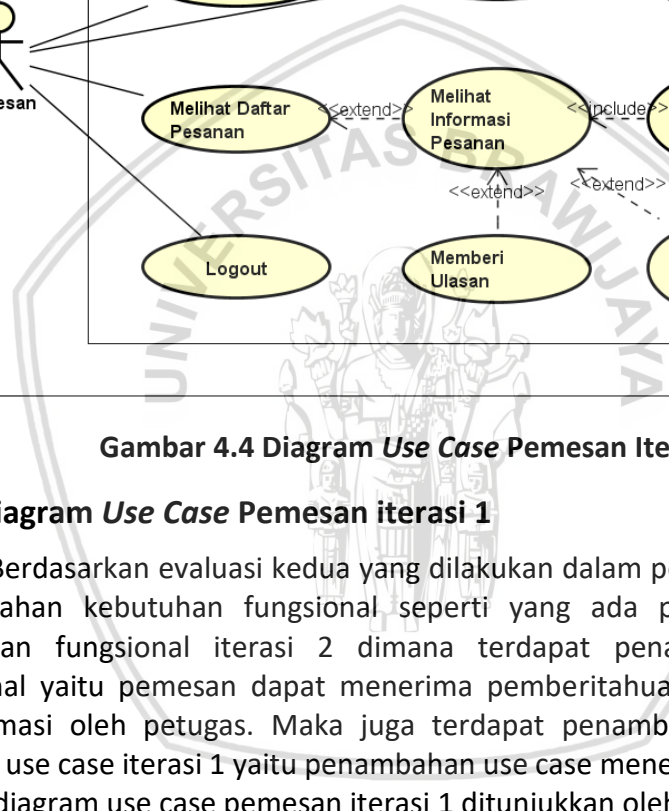 esan
Melihat Daftar
Pesanan
<<extend>>
Melihat
Informasi
Pesanan
<<include>>
<<extend>>
<<extend>>
Logout
Memberi
Ulasan
UNIVERSITAS BRAWIJAYA
Gambar 4.4 Diagram Use Case Pemesan Ite
iagram Use Case Pemesan iterasi 1
Berdasarkan evaluasi kedua yang dilakukan dalam pe
ahan kebutuhan fungsional seperti yang ada p
an fungsional iterasi 2 dimana terdapat pena
nal yaitu pemesan dapat menerima pemberitahua
masi oleh petugas. Maka juga terdapat penamb
use case iterasi 1 yaitu penambahan use case mene
diagram use case pemesan iterasi 1 ditunjukkan oleh